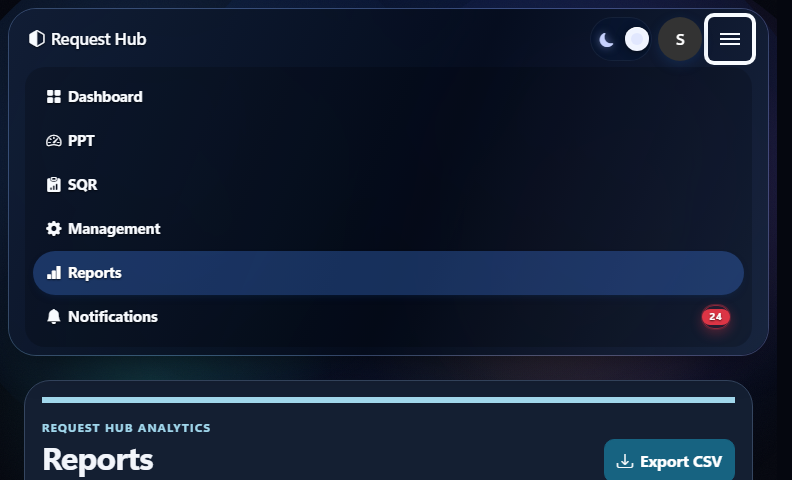 Request Hub
S
Dashboard
PPT
SQR
Management
Reports
Notifications
24
REQUEST HUB ANALYTICS
Reports
Export CSV